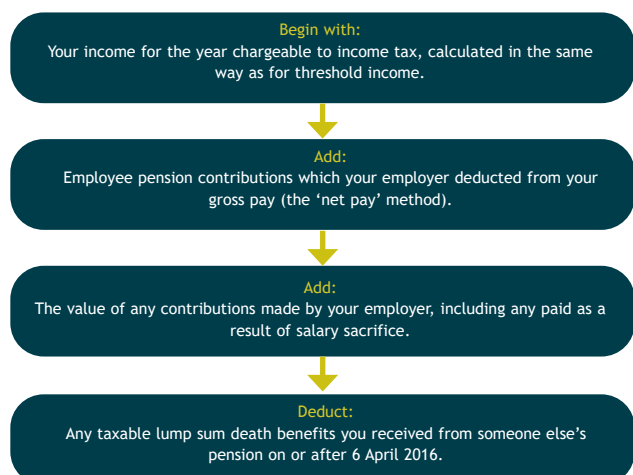 Begin with:
Your income for the year chargeable to income tax, calculated in the same
way as for threshold income.
Add:
Employee pension contributions which your employer deducted from your
gross pay (the ‘net pay’ method).
Add:
The value of any contributions made by your employer, including any paid as a
result of salary sacrifice.
Deduct:
Any taxable lump sum death benefits you received from someone else’s
pension on or after 6 April 2016.